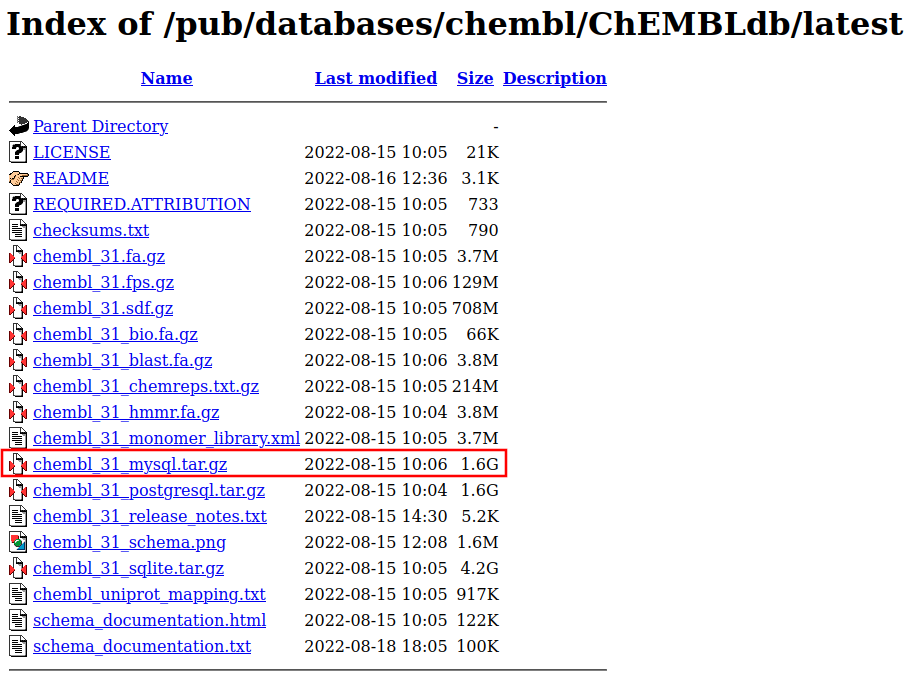 Index of /pub/databases/chembl/ChEMBLdb/latest
Name Last modified Size Description
Parent Directory -
LICENSE 2022-08-15 10:05 21K
README 2022-08-16 12:36 3.1K
REQUIRED.ATTRIBUTION 2022-08-15 10:05 733
checksums.txt 2022-08-15 10:05 790
chembl_31.fa.gz 2022-08-15 10:05 3.7M
chembl_31.fps.gz 2022-08-15 10:06 129M
chembl_31.sdf.gz 2022-08-15 10:05 708M
chembl_31_bio.fa.gz 2022-08-15 10:05 66K
chembl_31_blast.fa.gz 2022-08-15 10:06 3.8M
chembl_31_chemreps.txt.gz 2022-08-15 10:05 214M
chembl_31_hmmr.fa.gz 2022-08-15 10:04 3.8M
chembl_31_monomer_library.xml 2022-08-15 10:05 3.7M
chembl_31_mysql.tar.gz 2022-08-15 10:06 1.6G
chembl_31_postgresql.tar.gz 2022-08-15 10:04 1.6G
chembl_31_release_notes.txt 2022-08-15 14:30 5.2K
chembl_31_schema.png 2022-08-15 12:08 1.6M
chembl_31_sqlite.tar.gz 2022-08-15 10:05 4.2G
chembl_uniprot_mapping.txt 2022-08-15 10:05 917K
schema_documentation.html 2022-08-15 10:05 122K
schema_documentation.txt 2022-08-18 18:05 100K